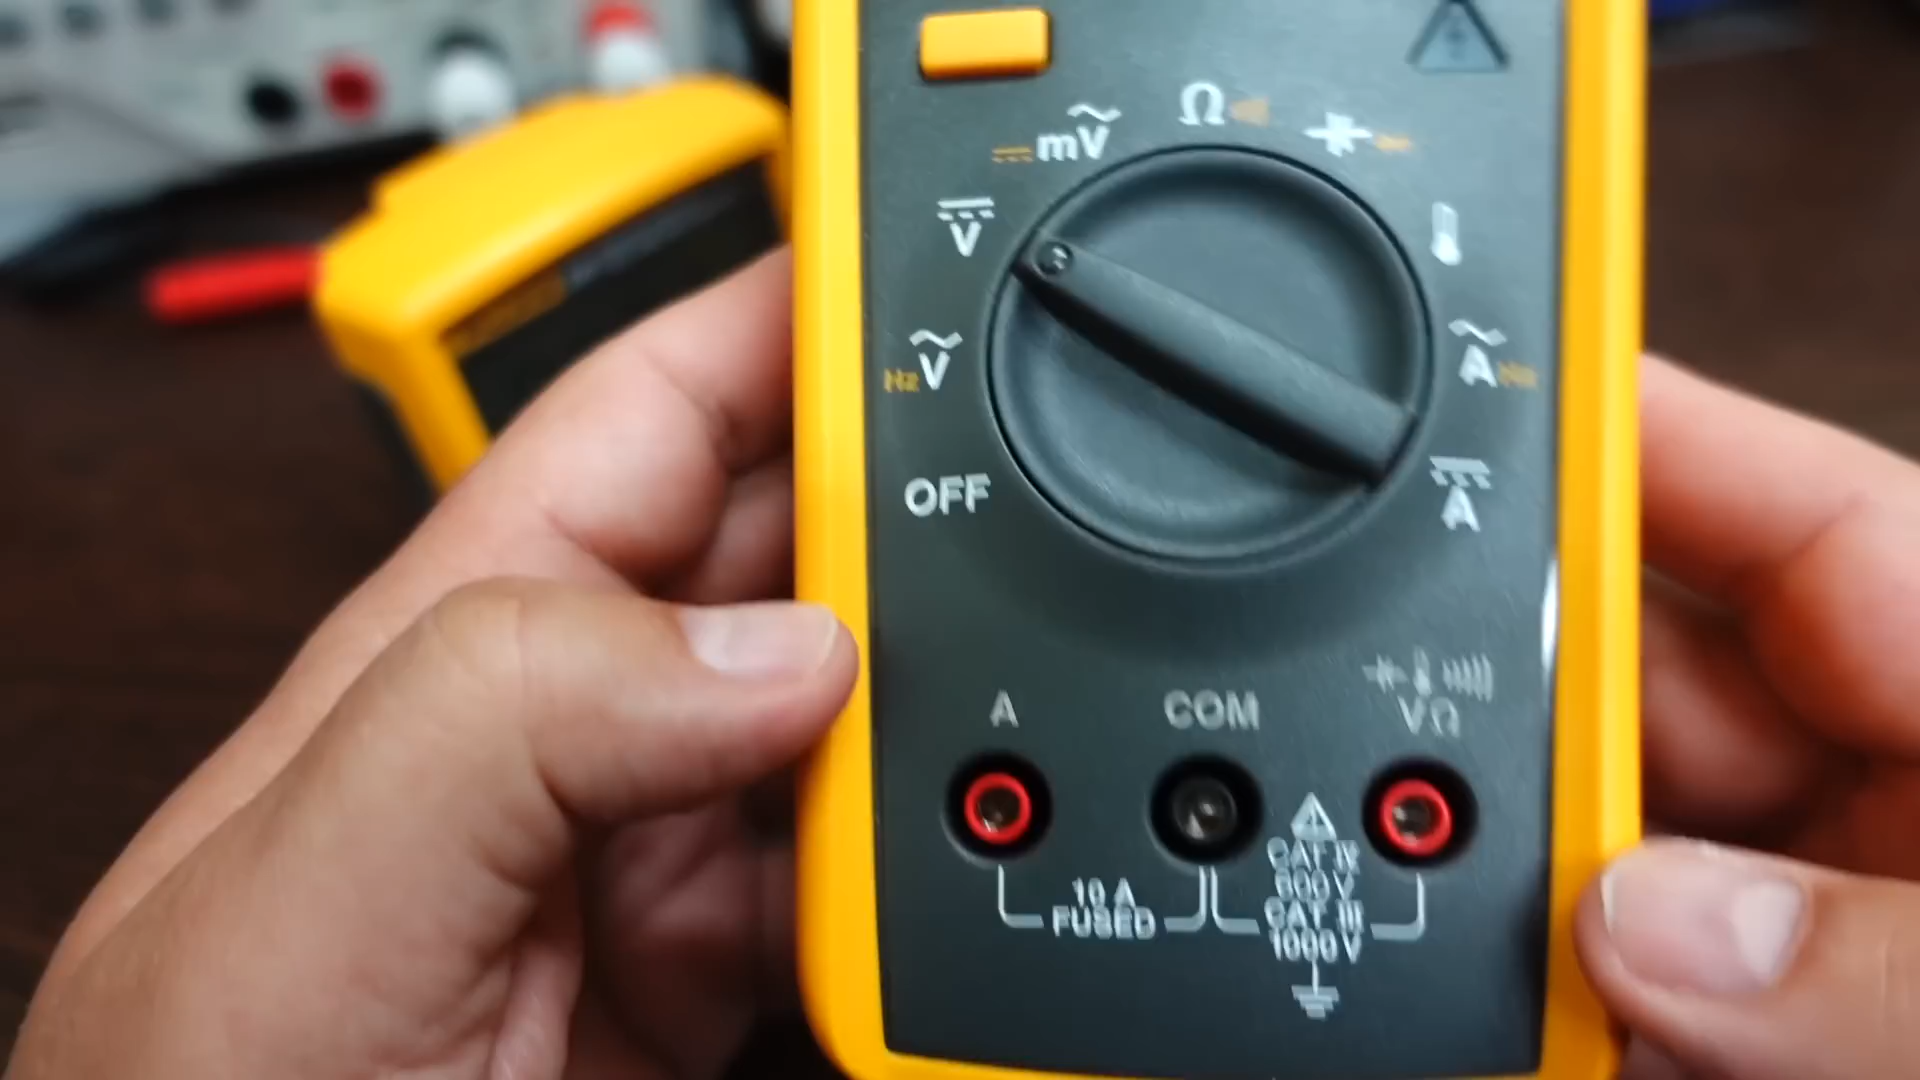 mV
Ω
V
V
Hz
A
Hz
OFF
A
A
COM
VΩ
10 A
FUSED
CAT IV
600 V
CAT III
1000 V